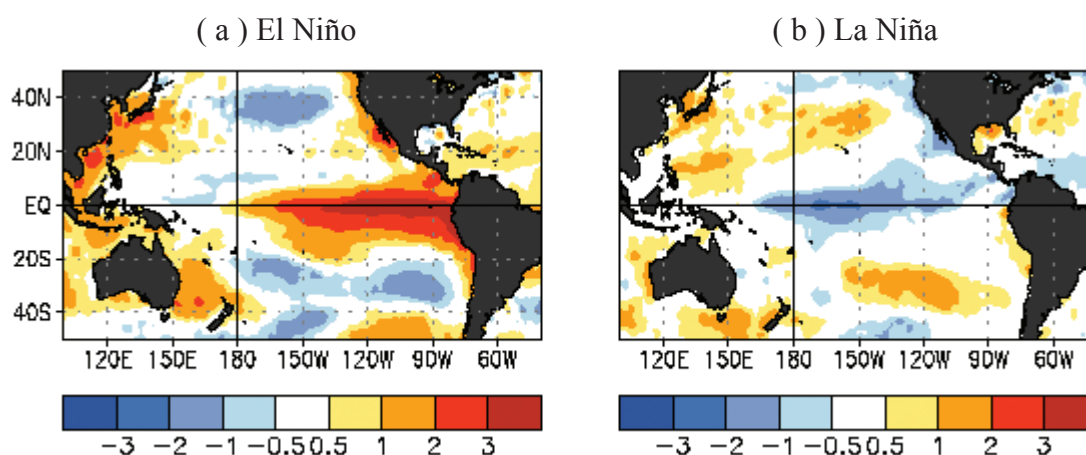 ( a ) El Niño
( b ) La Niña
40N
20N
EQ
20S
40S
120E 150E 180 150W 120W 90W 60W
120E 150E 180 150W 120W 90W 60W
-3 -2 -1 -0.5 0.5 1 2 3
-3 -2 -1 -0.5 0.5 1 2 3